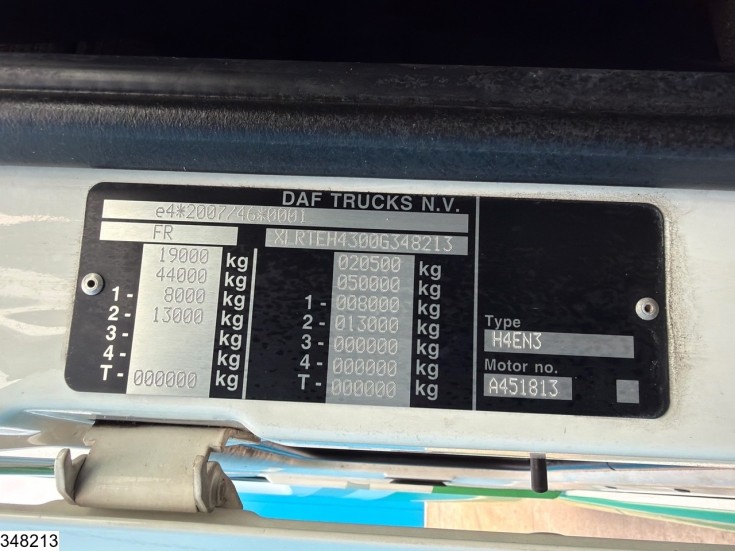 DAF TRUCKS N.V.
e4*2007/46*0001
FR XLRTEH4300G348213
19000 kg 020500 kg
44000 kg 050000 kg
1- 8000 kg 1- 008000 kg
2- 13000 kg 2- 013000 kg
3- kg 3- 000000 kg
4- kg 4- 000000 kg
T- 000000 kg T- 000000 kg
Type
H4EN3
Motor no.
A451813
348213